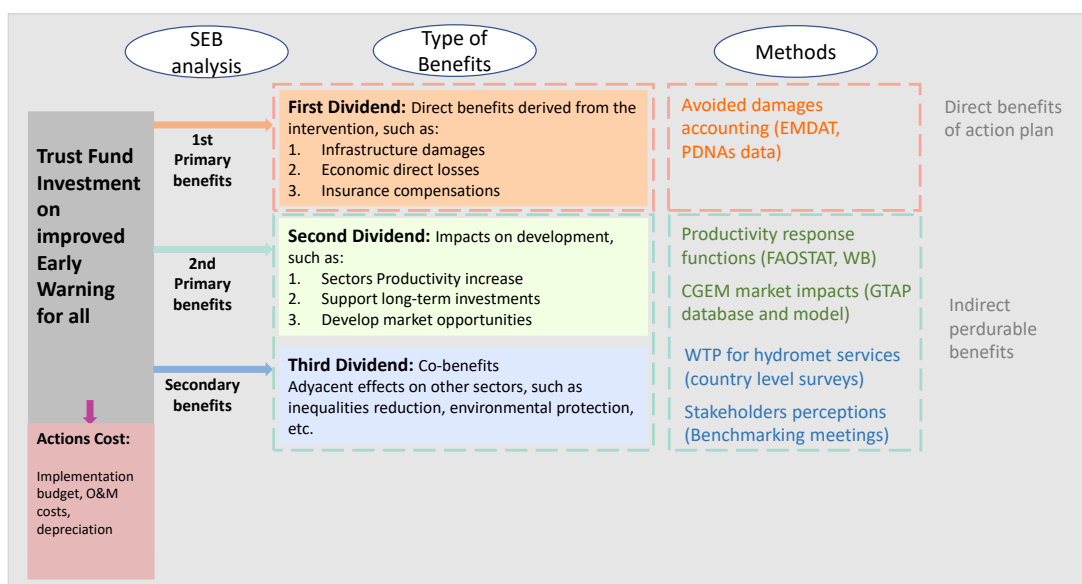 SEB
analysis
Type of
Benefits
Methods
Trust Fund
Investment
on
improved
Early
Warning
for all
1st
Primary
benefits
2nd
Primary
benefits
Secondary
benefits
First Dividend: Direct benefits derived from the
intervention, such as:
1. Infrastructure damages
2. Economic direct losses
3. Insurance compensations
Second Dividend: Impacts on development,
such as:
1. Sectors Productivity increase
2. Support long-term investments
3. Develop market opportunities
Third Dividend: Co-benefits
Adyacent effects on other sectors, such as
inequalities reduction, environmental protection,
etc.
Avoided damages
accounting (EMDAT,
PDNAs data)
Productivity response
functions (FAOSTAT, WB)
CGEM market impacts (GTAP
database and model)
WTP for hydromet services
(country level surveys)
Stakeholders perceptions
(Benchmarking meetings)
Direct benefits
of action plan
Indirect
perdurable
benefits
Actions Cost:
Implementation
budget, O&M
costs,
depreciation